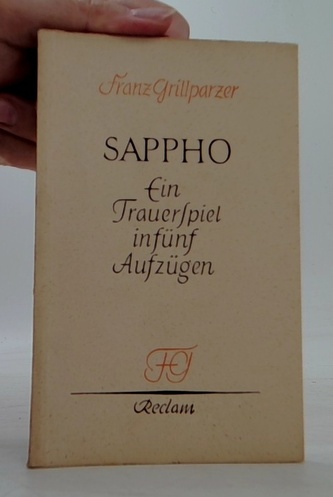 Franz Grillparzer
SAPPHO
Ein
Trauerſpiel
in fünf
Aufzügen
FG
Reclam